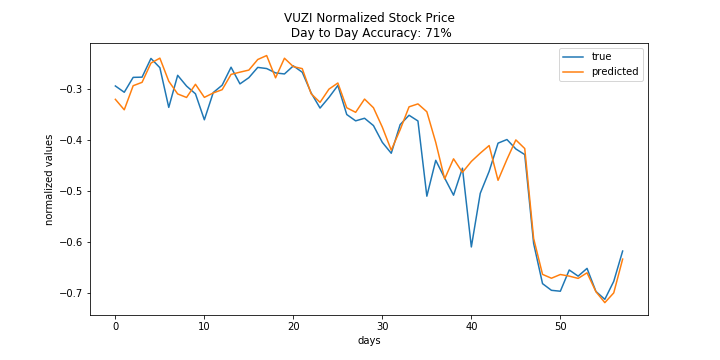 VUZI Normalized Stock Price
Day to Day Accuracy: 71%
true
predicted
normalized values
−0.3
−0.4
−0.5
−0.6
−0.7
0
10
20
30
40
50
days